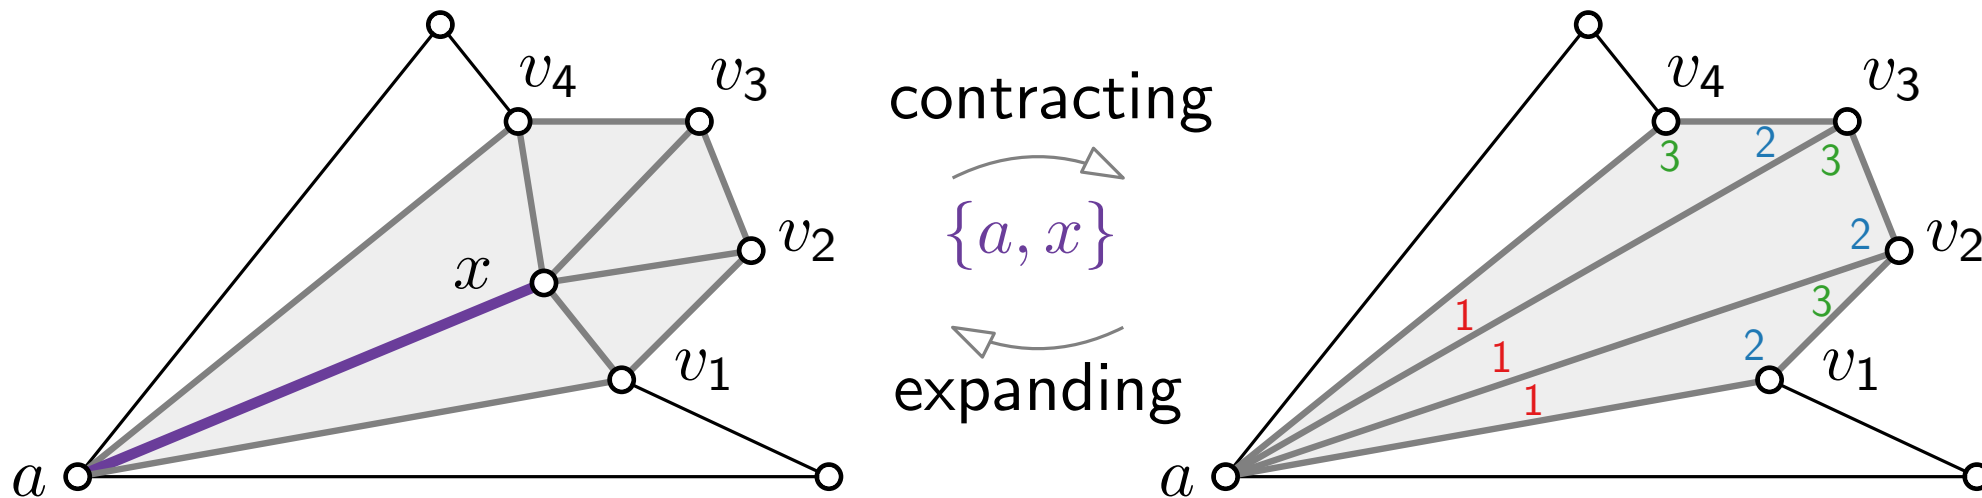 v4
v3
v2
x
v1
a
contracting
{a, x}
expanding
v4
v3
3
2
3
2
v2
1
3
1
2
v1
1
a